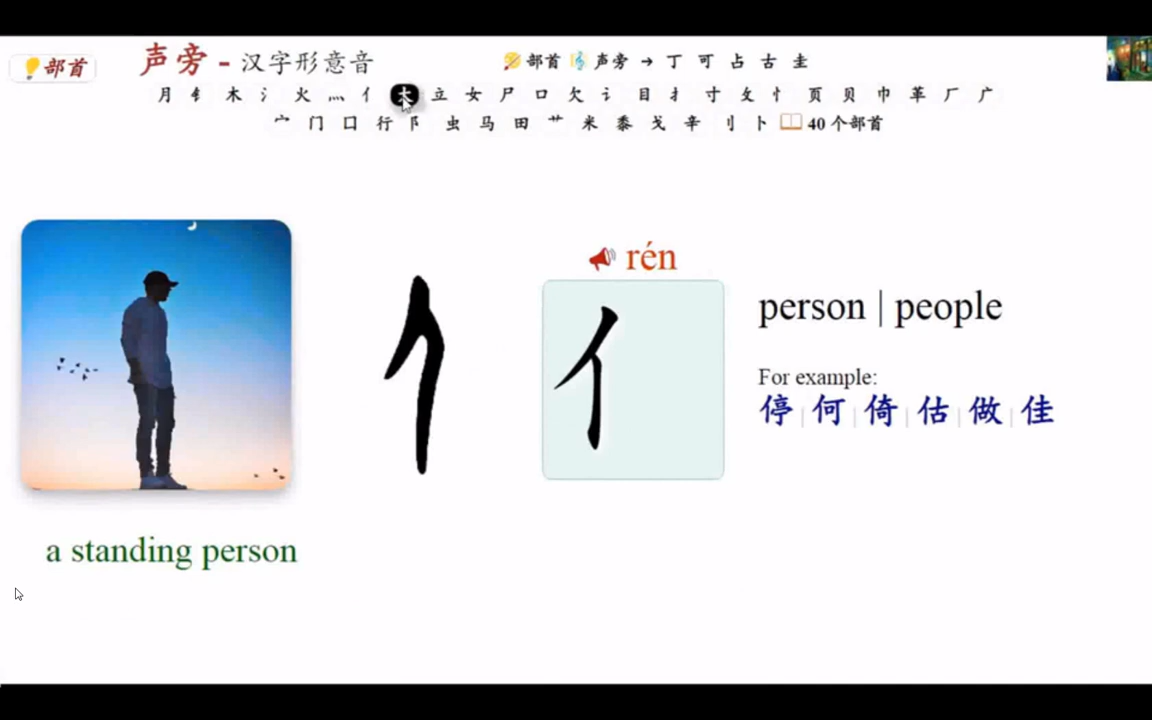 部首
声旁 - 汉字形意音
部首 声旁 → 丁 可 占 古 圭
月 钅 木 氵 火 灬 亻 大 立 女 尸 口 欠 讠 目 扌 寸 攵 忄 页 贝 巾 革 厂 广
宀 门 囗 行 阝 虫 马 田 艹 米 黍 戈 辛 刂 卜 40 个部首
rén
亻
person | people
For example:
停 | 何 | 倚 | 估 | 做 | 佳
a standing person